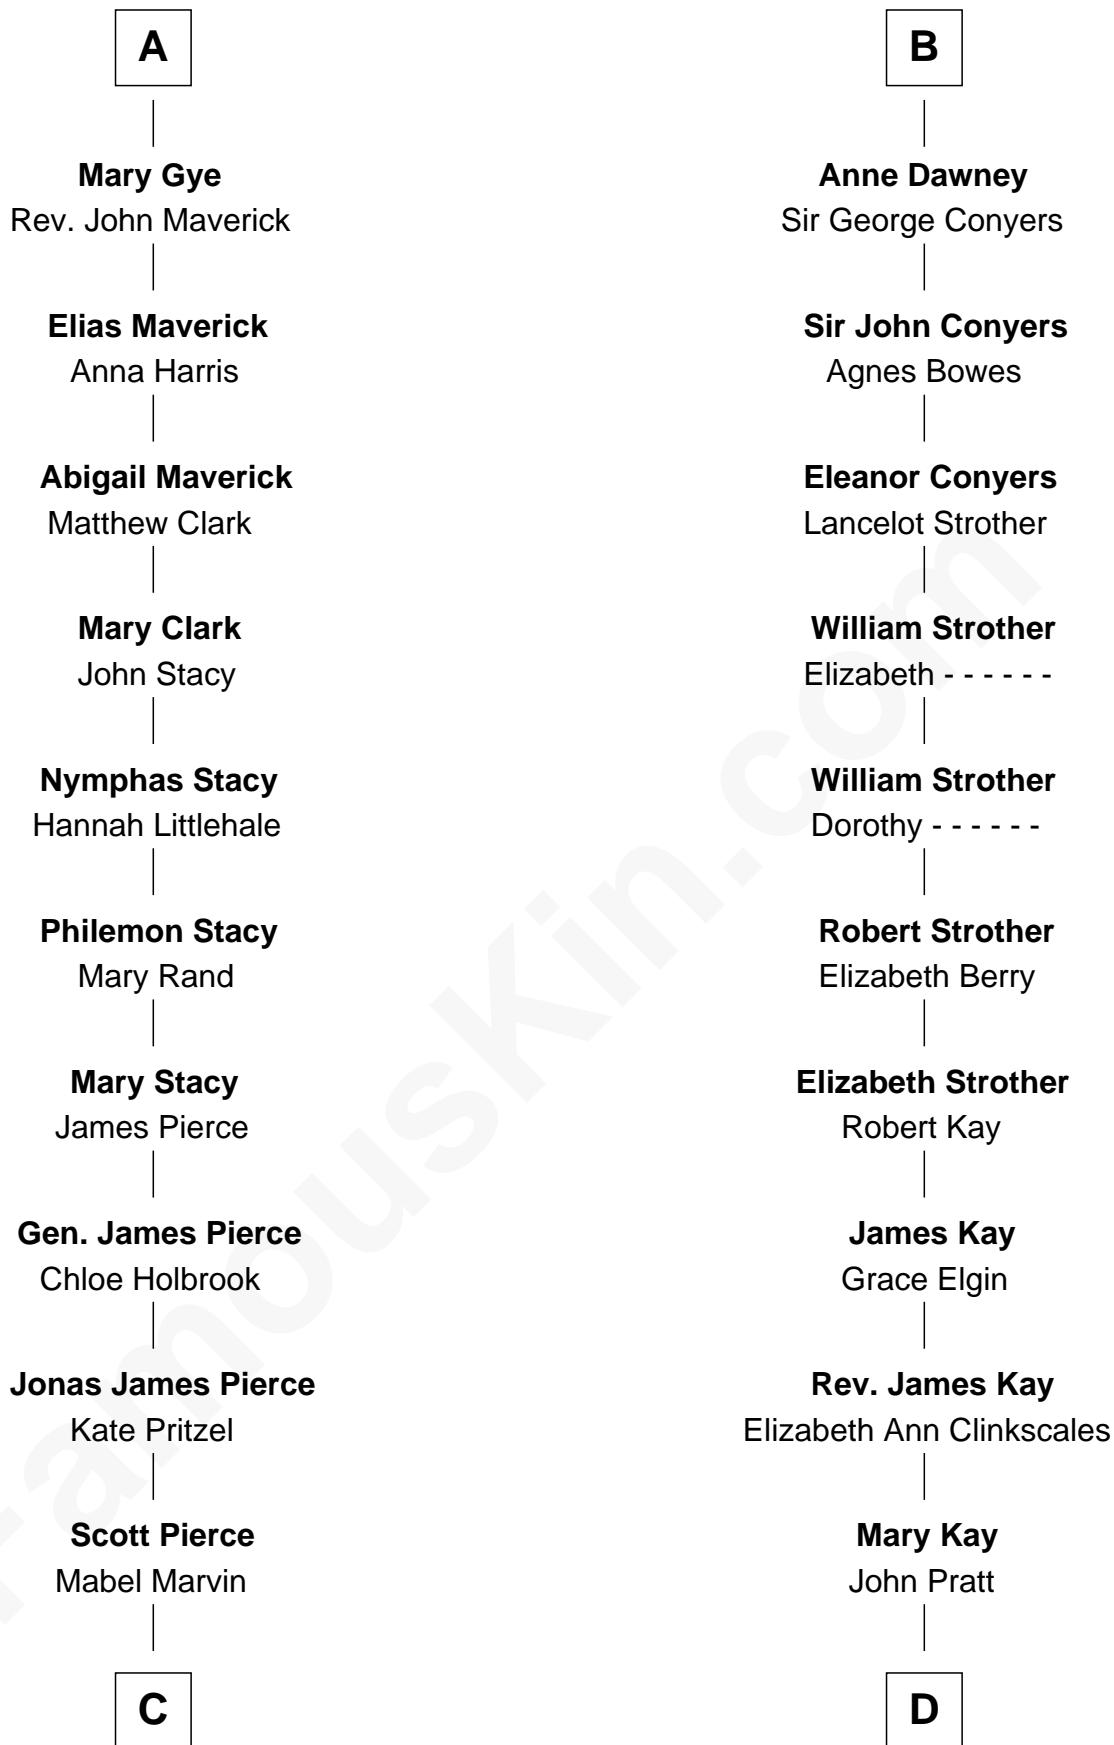 A
Mary Gye
Rev. John Maverick
Elias Maverick
Anna Harris
Abigail Maverick
Matthew Clark
Mary Clark
John Stacy
Nymphas Stacy
Hannah Littlehale
Philemon Stacy
Mary Rand
Mary Stacy
James Pierce
Gen. James Pierce
Chloe Holbrook
Jonas James Pierce
Kate Pritzel
Scott Pierce
Mabel Marvin
C
B
Anne Dawney
Sir George Conyers
Sir John Conyers
Agnes Bowes
Eleanor Conyers
Lancelot Strother
William Strother
Elizabeth - - - - - -
William Strother
Dorothy - - - - - -
Robert Strother
Elizabeth Berry
Elizabeth Strother
Robert Kay
James Kay
Grace Elgin
Rev. James Kay
Elizabeth Ann Clinkscales
Mary Kay
John Pratt
D
FamousKin.com